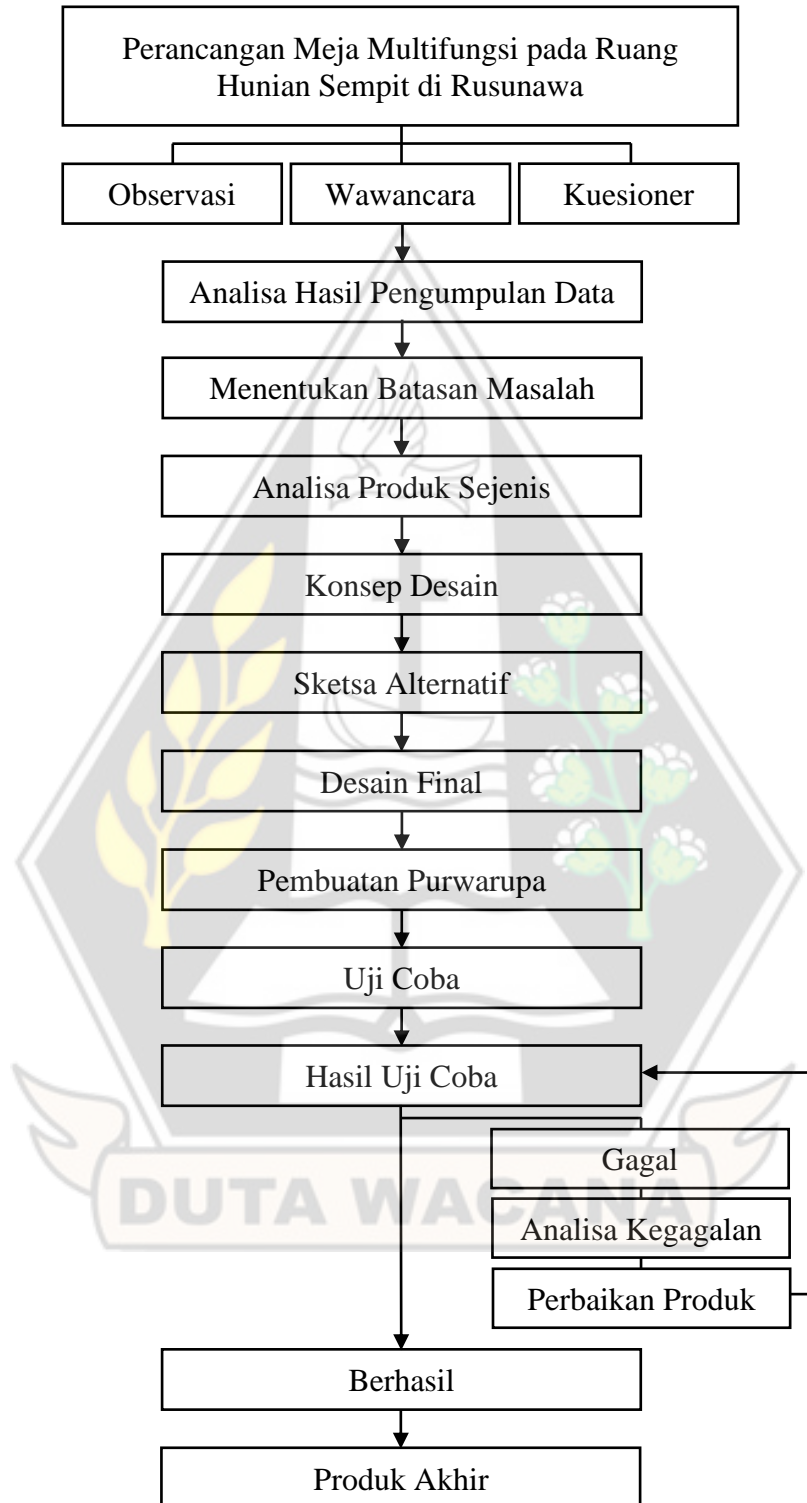 Perancangan Meja Multifungsi pada Ruang
Hunian Sempit di Rusunawa
Observasi
Wawancara
Kuesioner
Analisa Hasil Pengumpulan Data
Menentukan Batasan Masalah
Analisa Produk Sejenis
Konsep Desain
Sketsa Alternatif
Desain Final
Pembuatan Purwarupa
Uji Coba
Hasil Uji Coba
Gagal
DUTA WACANA
Analisa Kegagalan
Perbaikan Produk
Berhasil
Produk Akhir